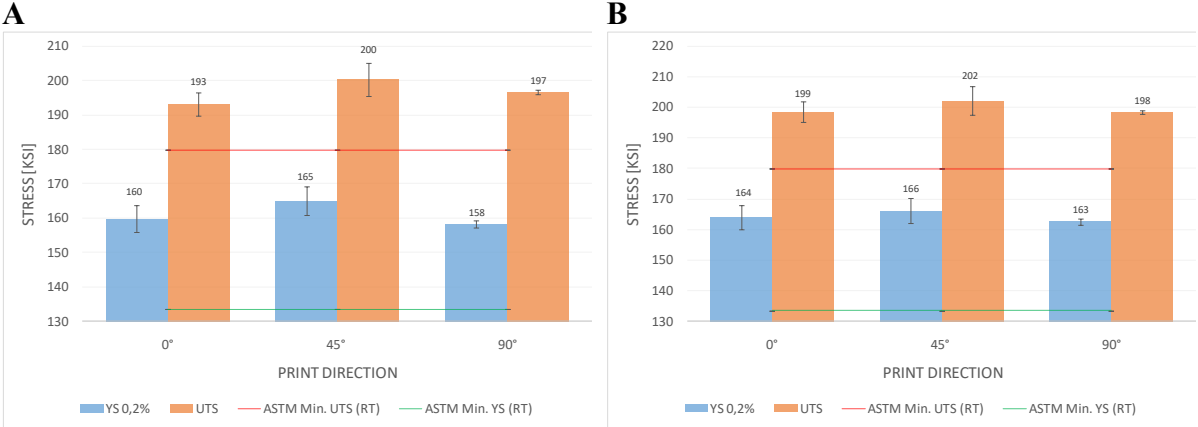 A
210
200
190
180
170
160
150
140
130
STRESS [KSI]
160
193
165
200
158
197
0°
45°
90°
PRINT DIRECTION
YS 0,2%
UTS
ASTM Min. UTS (RT)
ASTM Min. YS (RT)
B
220
210
200
190
180
170
160
150
140
130
STRESS [KSI]
164
199
166
202
163
198
0°
45°
90°
PRINT DIRECTION
YS 0,2%
UTS
ASTM Min. UTS (RT)
ASTM Min. YS (RT)